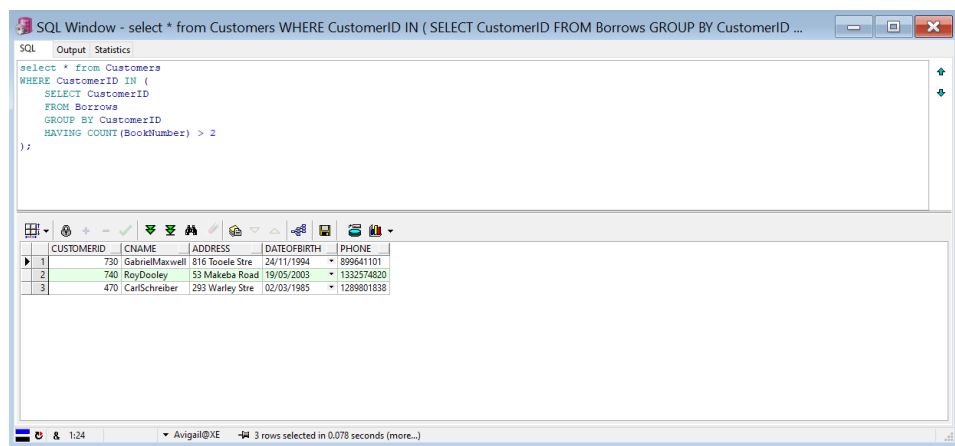 SQL Window - select * from Customers WHERE CustomerID IN ( SELECT CustomerID FROM Borrows GROUP BY CustomerID ...
SQL Output Statistics
select * from Customers
WHERE CustomerID IN (
SELECT CustomerID
FROM Borrows
GROUP BY CustomerID
HAVING COUNT(BookNumber) > 2
);
CUSTOMERID CNAME ADDRESS DATEOFBIRTH PHONE
1 730 GabrielMaxwell 816 Tooele Stre 24/11/1994 899641101
2 740 RoyDooley 53 Makeba Road 19/05/2003 1332574820
3 470 CarlSchreiber 293 Warley Stre 02/03/1985 1289801838
& 1:24 Avigail@XE 3 rows selected in 0.078 seconds (more...)